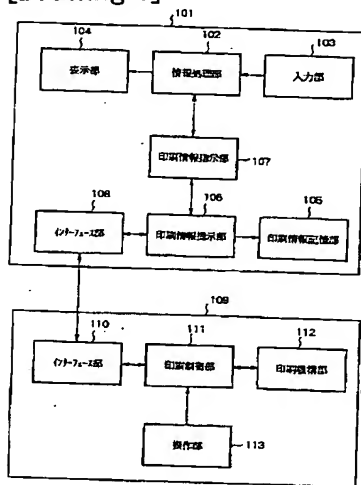 101
104
102
103
表示部
情報処理部
入力部
印刷情報指示部
107
108
106
105
インターフェース部
印刷情報提示部
印刷情報記憶部
109
110
111
112
インターフェース部
印刷制御部
印刷機構部
操作部
113